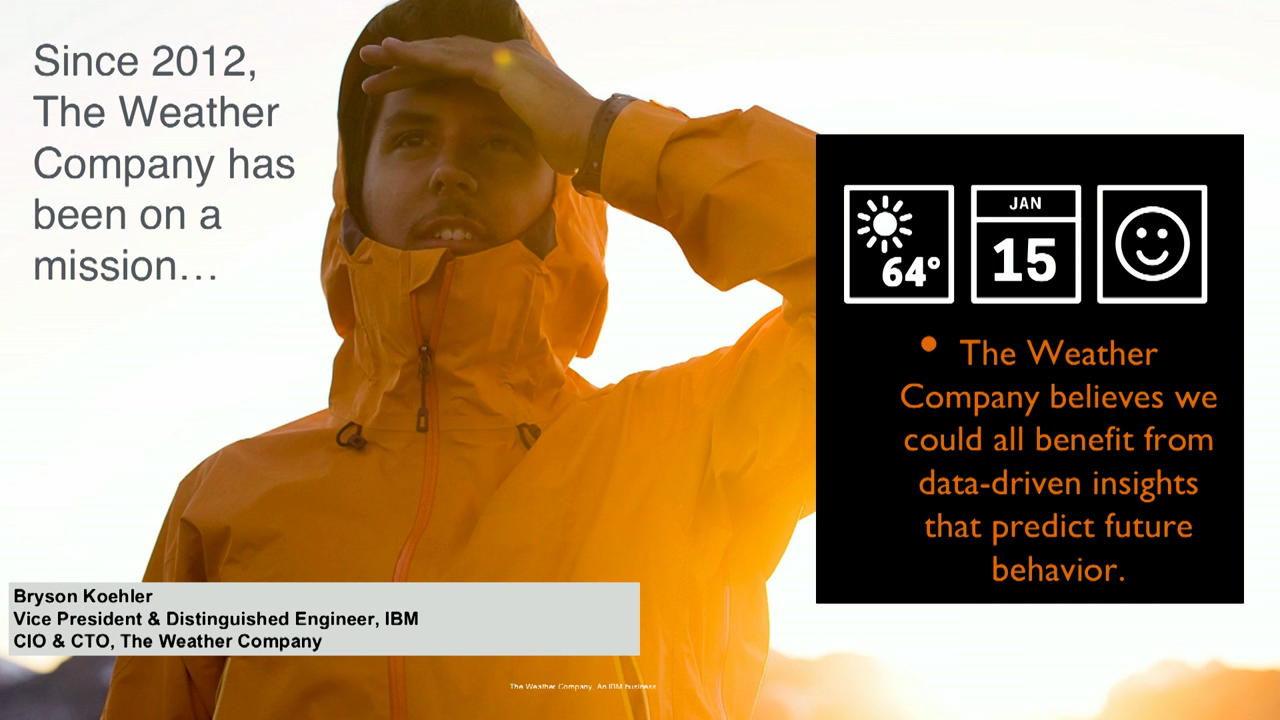 Since 2012,
The Weather
Company has
been on a
mission…
64°
JAN
15
• The Weather
Company believes we
could all benefit from
data-driven insights
that predict future
behavior.
Bryson Koehler
Vice President & Distinguished Engineer, IBM
CIO & CTO, The Weather Company
The Weather Company. An IBM business